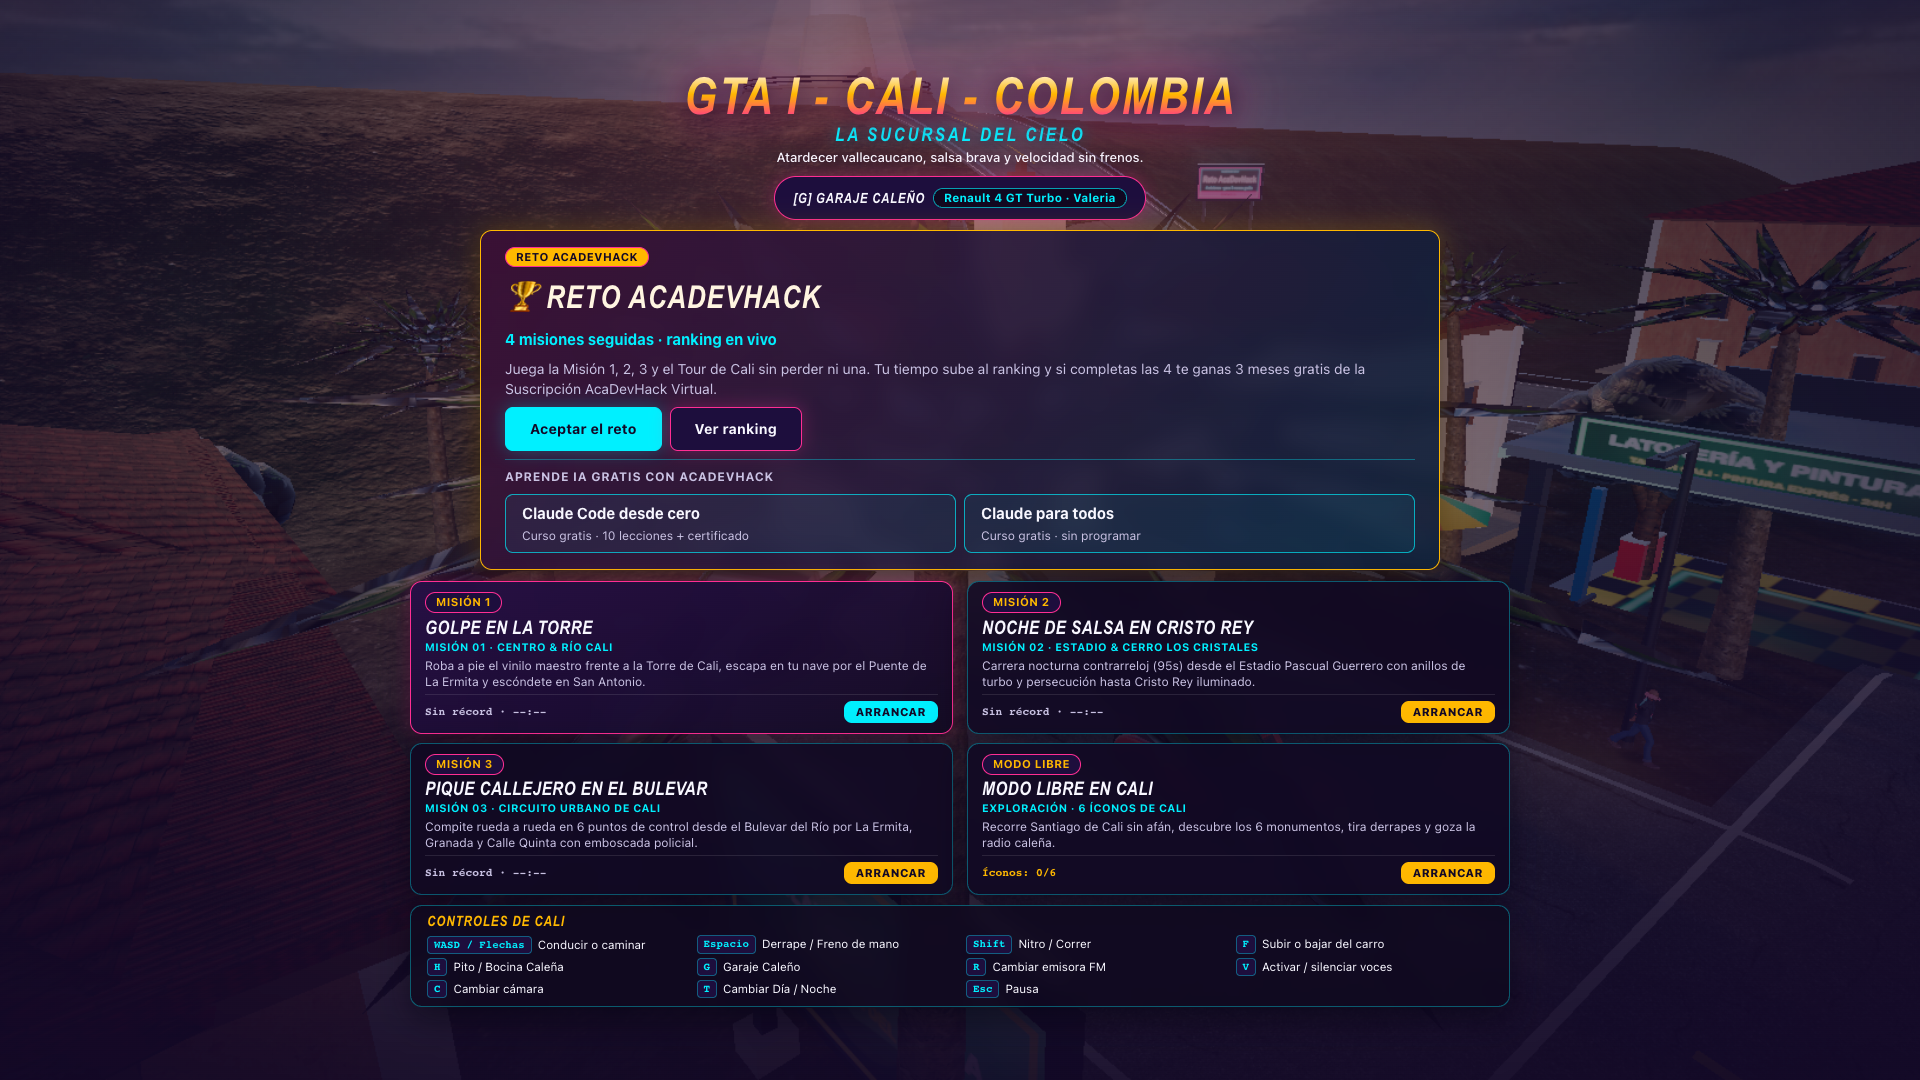 GTA I - CALI - COLOMBIA
LA SUCURSAL DEL CIELO
Atardecer vallecaucano, salsa brava y velocidad sin frenos.
[G] GARAJE CALEÑO Renault 4 GT Turbo · Valeria
RETO ACADEVHACK
🏆 RETO ACADEVHACK
4 misiones seguidas · ranking en vivo
Juega la Misión 1, 2, 3 y el Tour de Cali sin perder ni una. Tu tiempo sube al ranking y si completas las 4 te ganas 3 meses gratis de la
Suscripción AcaDevHack Virtual.
Aceptar el reto Ver ranking
APRENDE IA GRATIS CON ACADEVHACK
Claude Code desde cero
Curso gratis · 10 lecciones + certificado
Claude para todos
Curso gratis · sin programar
MISIÓN 1
GOLPE EN LA TORRE
MISIÓN 01 · CENTRO & RÍO CALI
Roba a pie el vinilo maestro frente a la Torre de Cali, escapa en tu nave por el Puente de
La Ermita y escóndete en San Antonio.
Sin récord · --:-- ARRANCAR
MISIÓN 2
NOCHE DE SALSA EN CRISTO REY
MISIÓN 02 · ESTADIO & CERRO LOS CRISTALES
Carrera nocturna contrarreloj (95s) desde el Estadio Pascual Guerrero con anillos de
turbo y persecución hasta Cristo Rey iluminado.
Sin récord · --:-- ARRANCAR
MISIÓN 3
PIQUE CALLEJERO EN EL BULEVAR
MISIÓN 03 · CIRCUITO URBANO DE CALI
Compite rueda a rueda en 6 puntos de control desde el Bulevar del Río por La Ermita,
Granada y Calle Quinta con emboscada policial.
Sin récord · --:-- ARRANCAR
MODO LIBRE
MODO LIBRE EN CALI
EXPLORACIÓN · 6 ÍCONOS DE CALI
Recorre Santiago de Cali sin afán, descubre los 6 monumentos, tira derrapes y goza la
radio caleña.
Íconos: 0/6 ARRANCAR
CONTROLES DE CALI
WASD / Flechas Conducir o caminar Espacio Derrape / Freno de mano Shift Nitro / Correr F Subir o bajar del carro
H Pito / Bocina Caleña G Garaje Caleño R Cambiar emisora FM V Activar / silenciar voces
C Cambiar cámara T Cambiar Día / Noche Esc Pausa
Reto AcaDevHack
PINTURA EXPRÉS - 24H